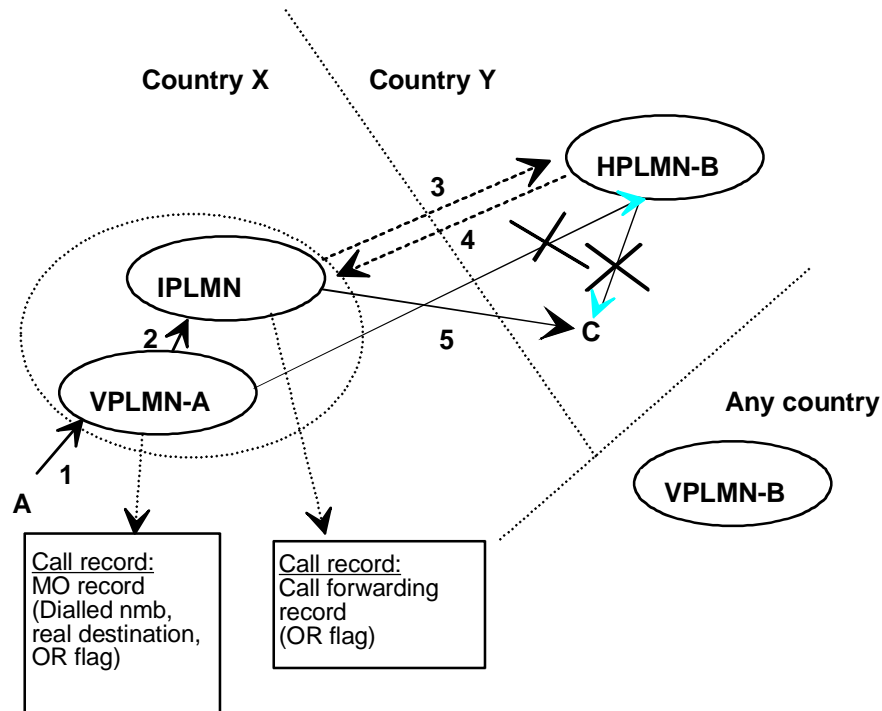 Country X
Country Y
HPLMN-B
3
4
IPLMN
2
5
C
VPLMN-A
Any country
1
VPLMN-B
A
Call record:
MO record
(Dialled nmb,
real destination,
OR flag)
Call record:
Call forwarding
record
(OR flag)